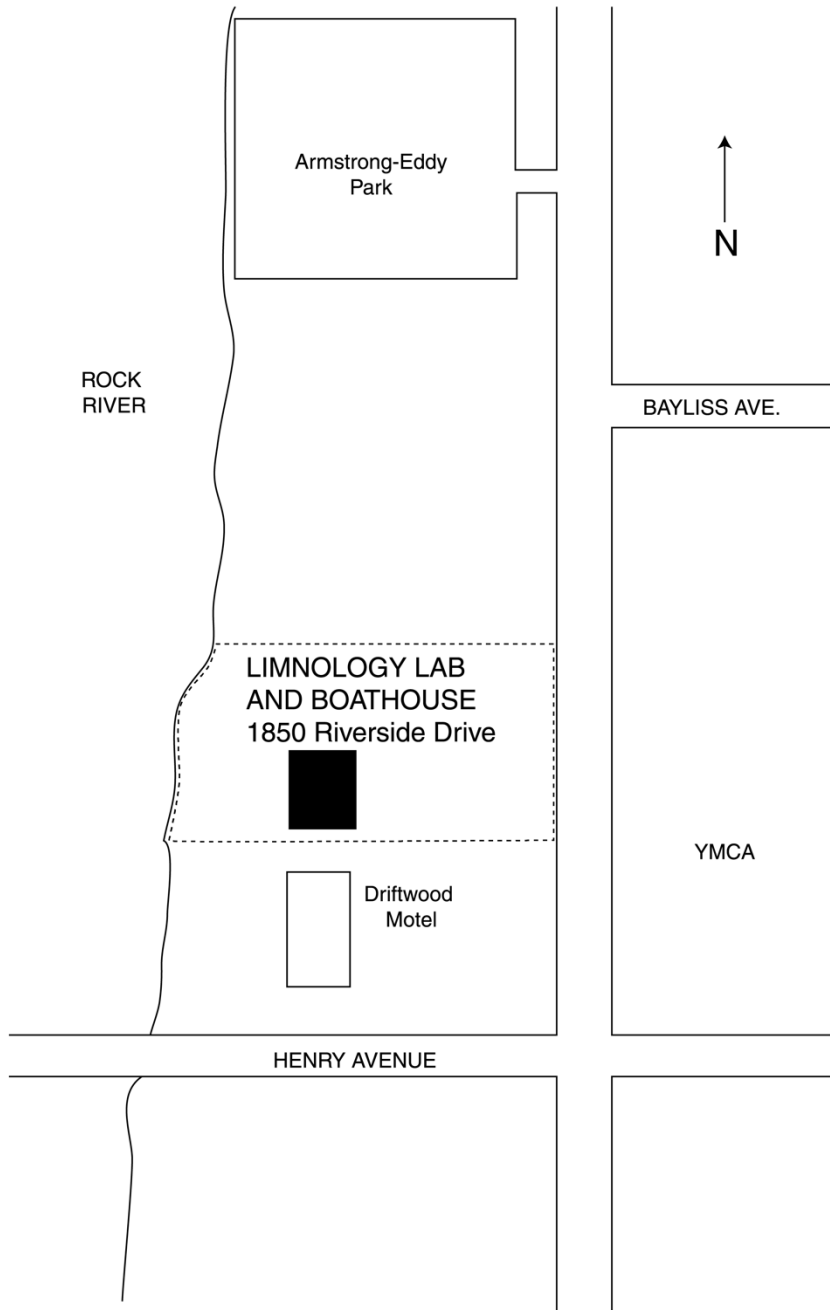 Armstrong-Eddy
Park
N
ROCK
RIVER
BAYLISS AVE.
LIMNOLOGY LAB
AND BOATHOUSE
1850 Riverside Drive
YMCA
Driftwood
Motel
HENRY AVENUE